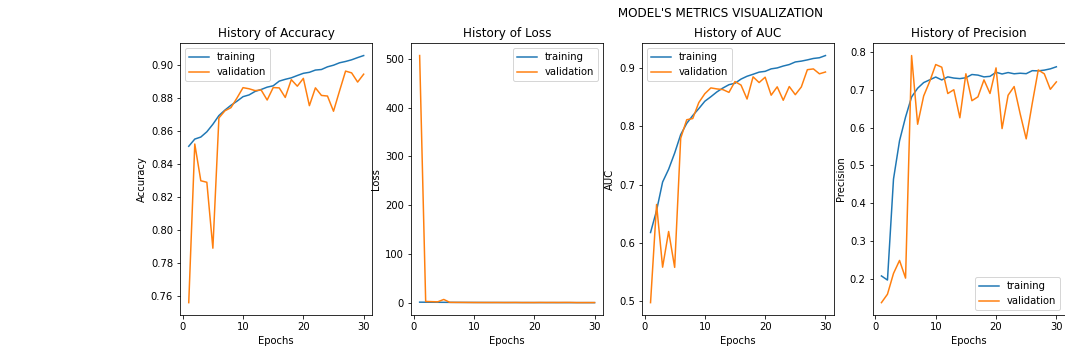 MODEL'S METRICS VISUALIZATION
History of Accuracy
training
validation
0.90
0.88
0.86
0.84
0.82
0.80
0.78
0.76
Accuracy
0
10
20
30
Epochs
History of Loss
training
validation
500
400
300
200
100
0
Loss
0
10
20
30
Epochs
History of AUC
training
validation
0.9
0.8
0.7
0.6
0.5
AUC
0
10
20
30
Epochs
History of Precision
0.8
0.7
0.6
0.5
0.4
0.3
0.2
Precision
training
validation
0
10
20
30
Epochs